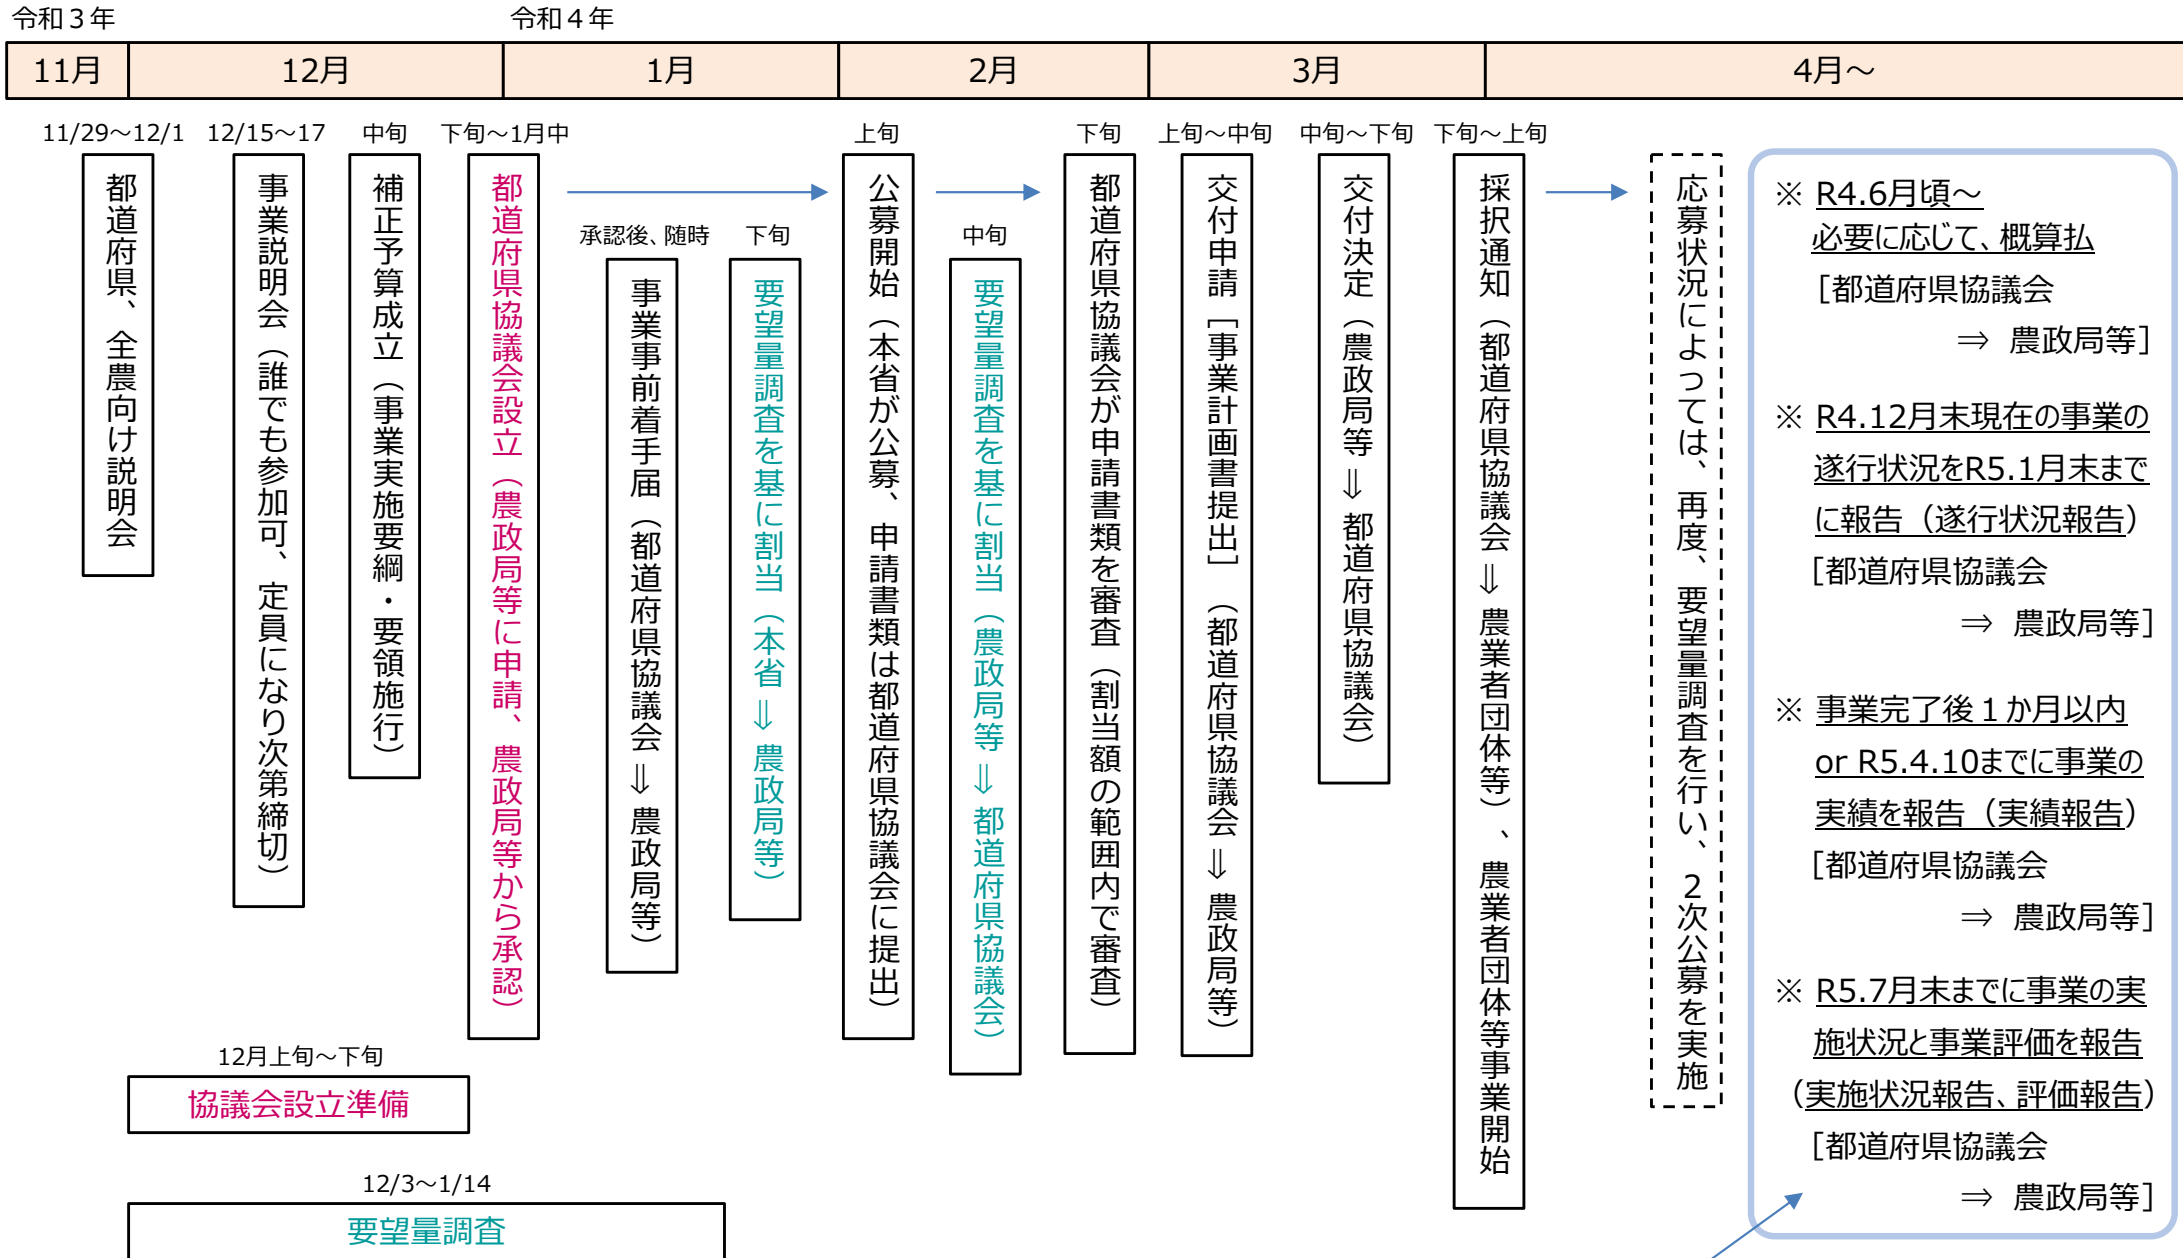 令和３年
令和４年
11月
12月
1月
2月
3月
4月～
11/29～12/1
都道府県、全農向け説明会
12/15～17
事業説明会（誰でも参加可、定員になり次第締切）
中旬
補正予算成立（事業実施要綱・要領施行）
下旬～1月中
都道府県協議会設立（農政局等に申請、農政局等から承認）
承認後、随時
事業事前着手届（都道府県協議会⇒農政局等）
下旬
要望量調査を基に割当（本省⇒農政局等）
上旬
公募開始（本省が公募、申請書類は都道府県協議会に提出）
中旬
要望量調査を基に割当（農政局等⇒都道府県協議会）
下旬
都道府県協議会が申請書類を審査（割当額の範囲内で審査）
上旬～中旬
交付申請［事業計画書提出］（都道府県協議会⇒農政局等）
中旬～下旬
交付決定（農政局等⇒都道府県協議会）
下旬～上旬
採択通知（都道府県協議会⇒農業者団体等）、農業者団体等事業開始
応募状況によっては、再度、要望量調査を行い、２次公募を実施
※ R4.6月頃～
必要に応じて、概算払
［都道府県協議会
⇒ 農政局等］
※ R4.12月末現在の事業の
遂行状況をR5.1月末まで
に報告（遂行状況報告）
［都道府県協議会
⇒ 農政局等］
※ 事業完了後１か月以内
or R5.4.10までに事業の
実績を報告（実績報告）
［都道府県協議会
⇒ 農政局等］
※ R5.7月末までに事業の実
施状況と事業評価を報告
（実施状況報告、評価報告）
［都道府県協議会
⇒ 農政局等］
12月上旬～下旬
協議会設立準備
12/3～1/14
要望量調査